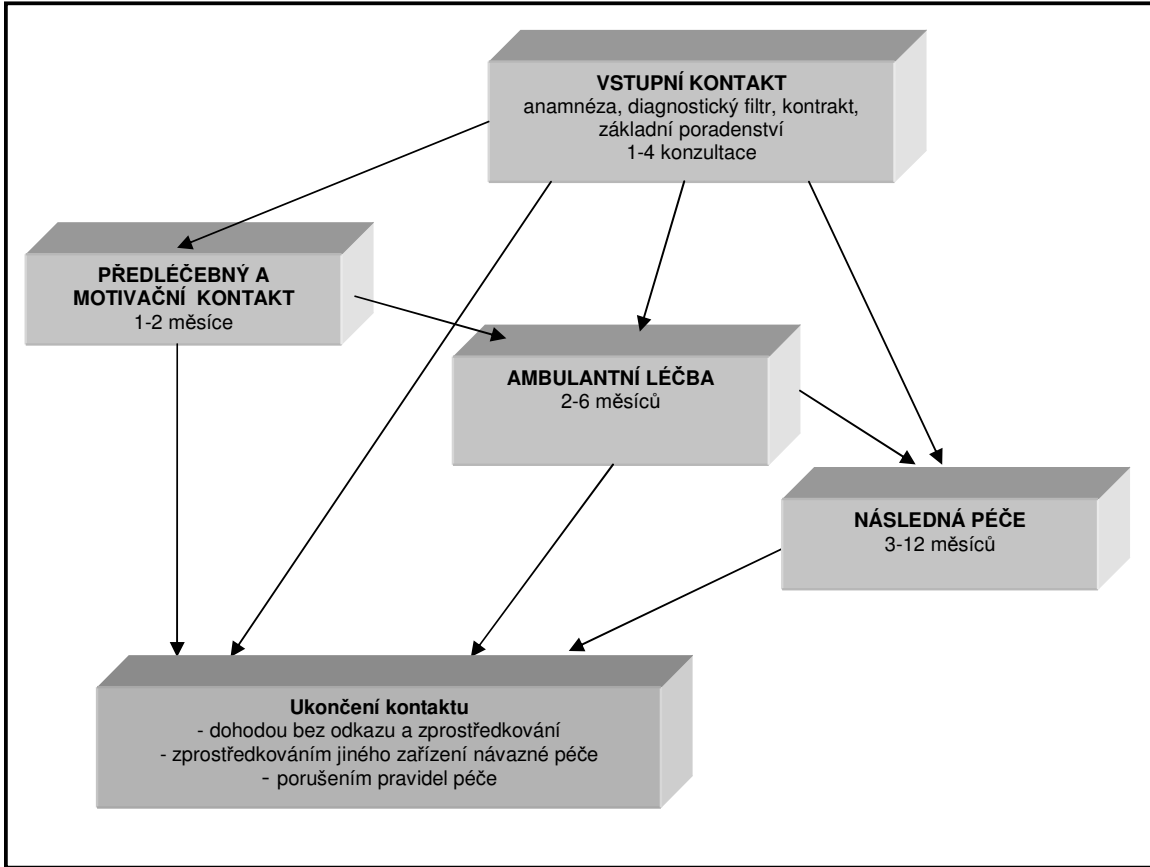 VSTUPNÍ KONTAKT
anamnéza, diagnostický filtr, kontrakt,
základní poradenství
1-4 konzultace
PŘEDLÉČEBNÝ A
MOTIVAČNÍ KONTAKT
1-2 měsíce
AMBULANTNÍ LÉČBA
2-6 měsíců
NÁSLEDNÁ PÉČE
3-12 měsíců
Ukončení kontaktu
- dohodou bez odkazu a zprostředkování
- zprostředkováním jiného zařízení návazné péče
- porušením pravidel péče